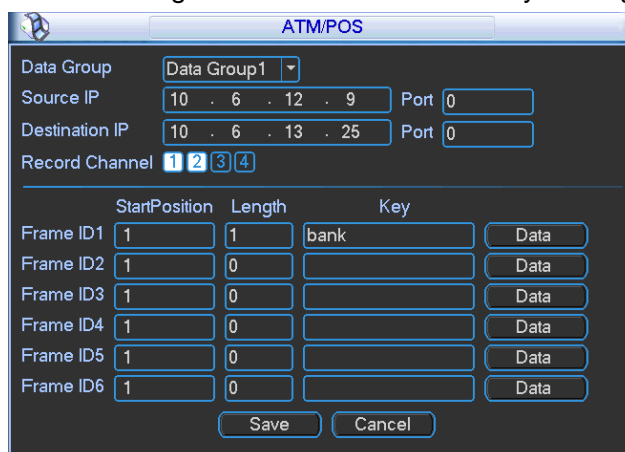 ATM/POS
Data Group Data Group1
Source IP 10 . 6 . 12 . 9 Port 0
Destination IP 10 . 6 . 13 . 25 Port 0
Record Channel 1 2 3 4
StartPosition Length Key
Frame ID1 1 1 bank Data
Frame ID2 1 0 Data
Frame ID3 1 0 Data
Frame ID4 1 0 Data
Frame ID5 1 0 Data
Frame ID6 1 0 Data
Save Cancel